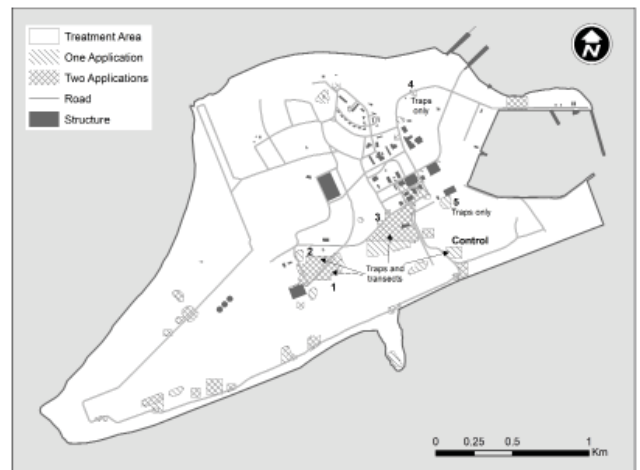 Treatment Area
One Application
Two Applications
Road
Structure
N
4
Traps
only
5
Traps only
3
Control
2
Traps and
transects
1
0 0.25 0.5 1
Km